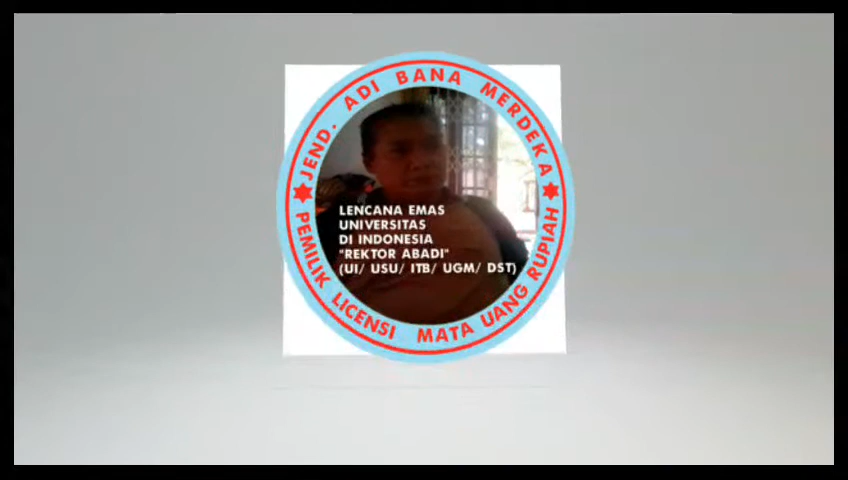 JEND. ADI BANA MERDEKA
LENCANA EMAS
UNIVERSITAS
DI INDONESIA
"REKTOR ABADI"
(UI/ USU/ ITB/ UGM/ DST)
PEMILIK LICENSI MATA UANG RUPIAH